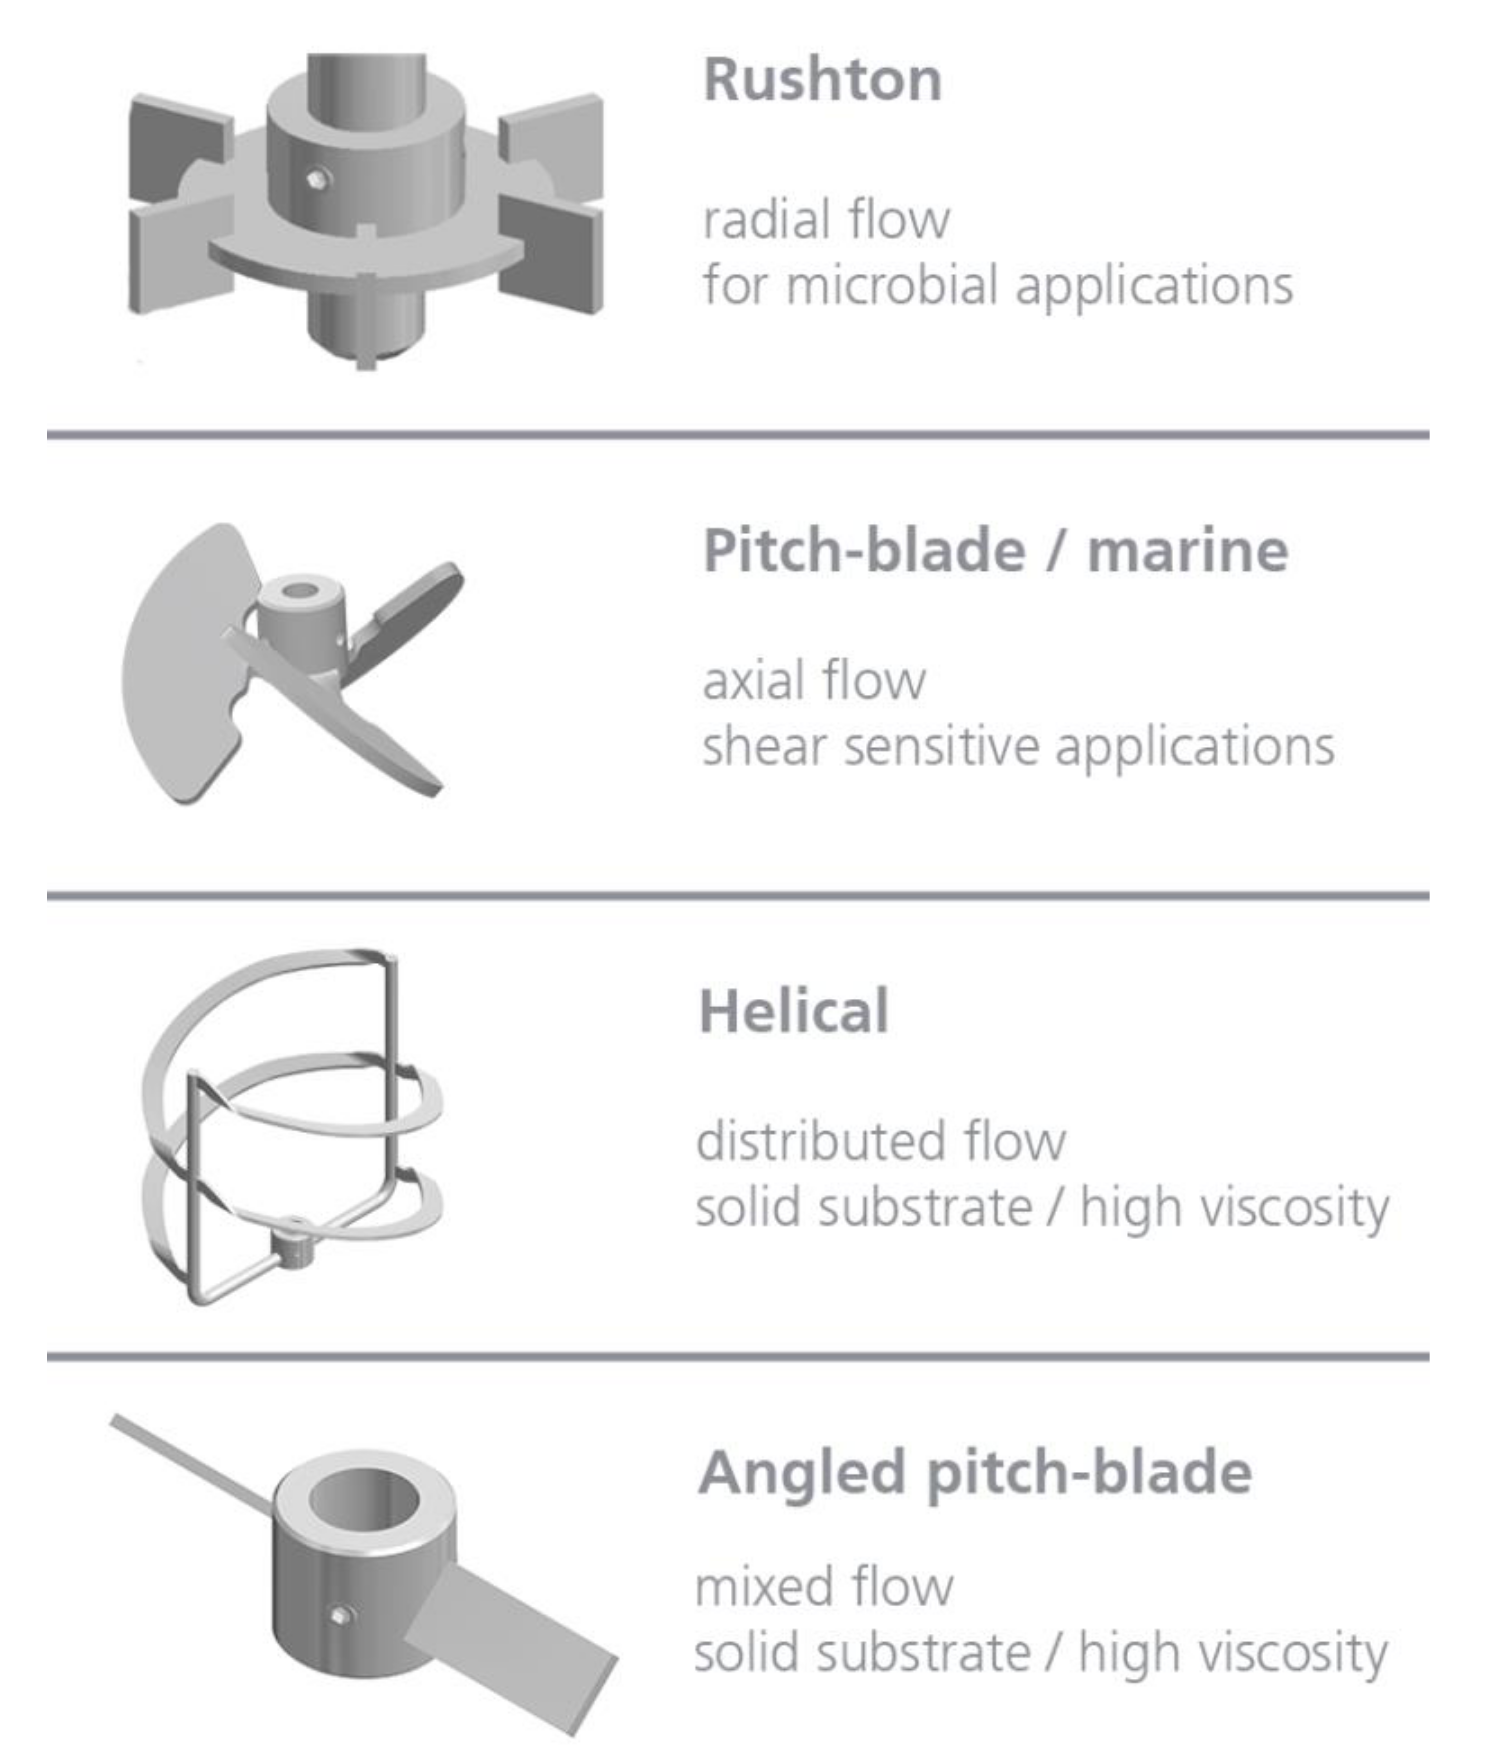 Rushton
radial flow
for microbial applications
Pitch-blade / marine
axial flow
shear sensitive applications
Helical
distributed flow
solid substrate / high viscosity
Angled pitch-blade
mixed flow
solid substrate / high viscosity